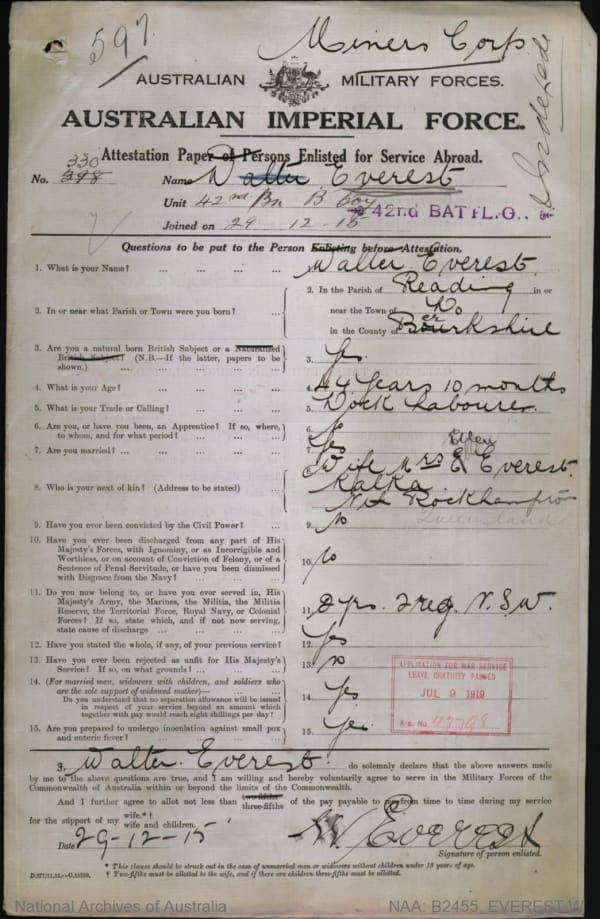 597.
Miners Corp
Indexed
AUSTRALIAN MILITARY FORCES.
AUSTRALIAN IMPERIAL FORCE.
Attestation Paper of Persons Enlisted for Service Abroad.
330
No. 398 Name Walter Everest
Unit 42nd Bn B Coy
42nd BATTL.G.
Joined on 29 - 12 - 15
Questions to be put to the Person Enlisting before Attestation.
1. What is your Name? ... ... ... ... Walter Everest.
2. In or near what Parish or Town were you born? ... 2. In the Parish of Reading in or
near the Town of Do
in the County of Bourkshire
er
3. Are you a natural born British Subject or a Naturalized British Subject? (N.B.—If the latter, papers to be shown.) ... 3. Yes.
4. What is your Age? ... ... ... ... 4. 44 Years 10 months
5. What is your Trade or Calling? ... ... ... 5. Dock Labourer.
6. Are you, or have you been, an Apprentice? If so, where, to whom, and for what period? ... ... ... 6.
7. Are you married? ... ... ... ... 7. Yes
Ellen
8. Who is your next of kin? (Address to be stated) ... 8. Wife Mrs E Everest.
Kalka
Nth Rockhampton
Queensland
9. Have you ever been convicted by the Civil Power? ... 9. No
10. Have you ever been discharged from any part of His Majesty's Forces, with Ignominy, or as Incorrigible and Worthless, or on account of Conviction of Felony, or of a Sentence of Penal Servitude, or have you been dismissed with Disgrace from the Navy? ... 10. No
11. Do you now belong to, or have you ever served in, His Majesty's Army, the Marines, the Militia, the Militia Reserve, the Territorial Force, Royal Navy, or Colonial Forces? If so, state which, and if not now serving, state cause of discharge ... 11. 2 yrs. 2 reg. N.S.W.
12. Have you stated the whole, if any, of your previous service? 12. Yes
13. Have you ever been rejected as unfit for His Majesty's Service? If so, on what grounds? ... 13. No
14. (For married men, widowers with children, and soldiers who are the sole support of widowed mother)—
Do you understand that no separation allowance will be issued in respect of your service beyond an amount which together with pay would reach eight shillings per day? 14. Yes
15. Are you prepared to undergo inoculation against small pox and enteric fever? ... 15. Yes
APPLICATION FOR WAR SERVICE
LEAVE GRATUITY PASSED
JUL 9 1919
App. No.
3, Walter Everest. do solemnly declare that the above answers made
by me to the above questions are true, and I am willing and hereby voluntarily agree to serve in the Military Forces of the
Commonwealth of Australia within or beyond the limits of the Commonwealth.
And I further agree to allot not less than two-fifths three-fifths of the pay payable to me from time to time during my service
for the support of my wife.*† wife and children.
Date 29-12-15 W Everest
Signature of person enlisted.
* This clause should be struck out in the case of unmarried men or widowers without children under 18 years of age.
† Two-fifths must be allotted to the wife, and if there are children three-fifths must be allotted.
National Archives of Australia
NAA: B2455, EVEREST W